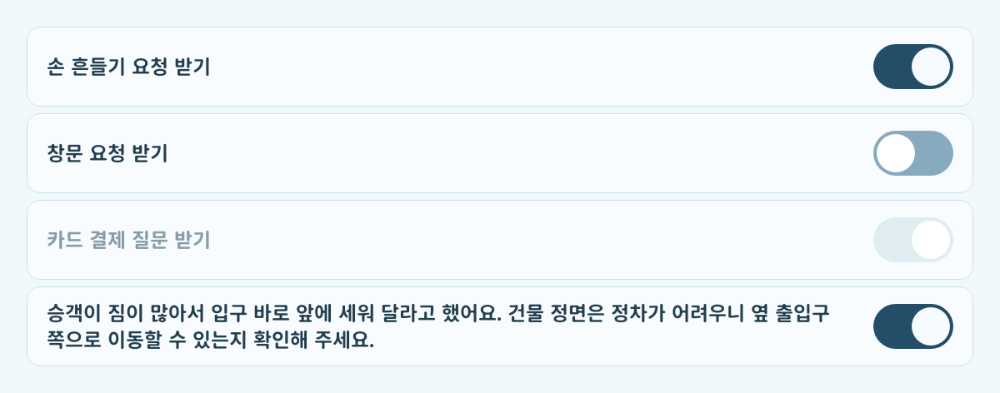 손 흔들기 요청 받기
창문 요청 받기
카드 결제 질문 받기
승객이 짐이 많아서 입구 바로 앞에 세워 달라고 했어요. 건물 정면은 정차가 어려우니 옆 출입구
쪽으로 이동할 수 있는지 확인해 주세요.